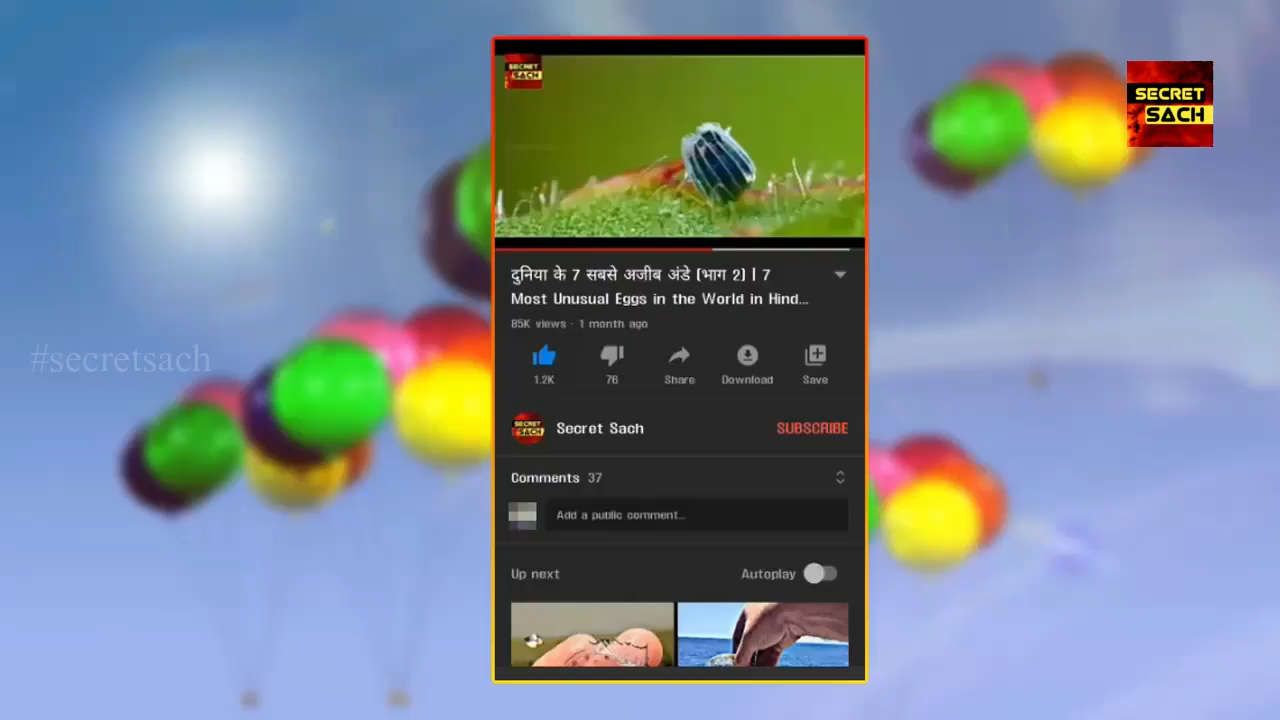 SECRET
SACH
SECRET
SACH
#secretsach
दुनिया के 7 सबसे अजीब अंडे (भाग 2) | 7
Most Unusual Eggs in the World in Hind...
85K views · 1 month ago
1.2K 76 Share Download Save
SECRET
SACH
Secret Sach SUBSCRIBE
Comments 37
Add a public comment...
Up next Autoplay